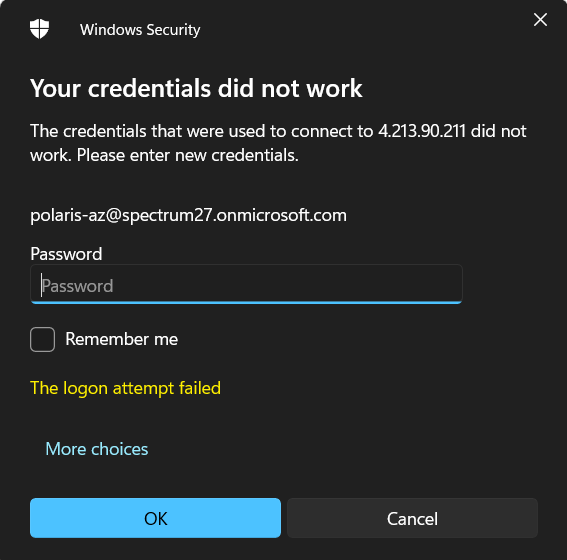 Windows Security
Your credentials did not work
The credentials that were used to connect to 4.213.90.211 did not
work. Please enter new credentials.
polaris-az@spectrum27.onmicrosoft.com
Password
Password
Remember me
The logon attempt failed
More choices
OK
Cancel